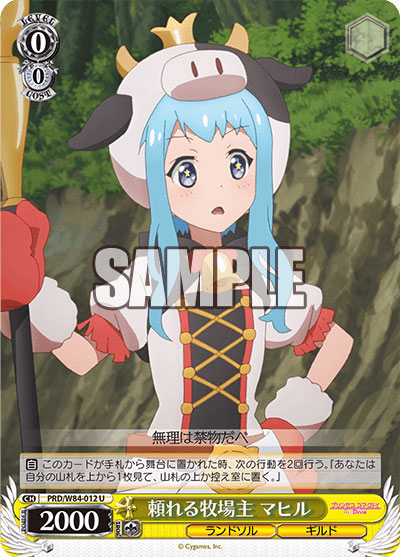 LEVEL
0
0
COST
SAMPLE
無理は禁物だべ
このカードが手札から舞台に置かれた時、次の行動を2回行う。『あなたは
自分の山札を上から1枚見て、山札の上か控え室に置く。』
CH PRD/W84-012 U
2000
頼れる牧場主 マヒル
ランドソル
ギルド
© Cygames, Inc.